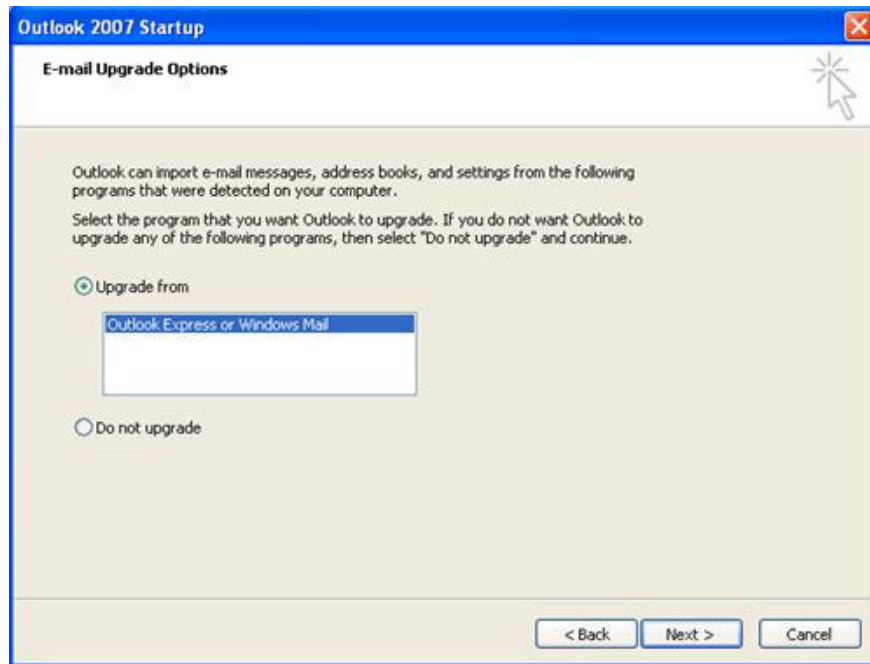 Outlook 2007 Startup
E-mail Upgrade Options
Outlook can import e-mail messages, address books, and settings from the following
programs that were detected on your computer.
Select the program that you want Outlook to upgrade. If you do not want Outlook to
upgrade any of the following programs, then select "Do not upgrade" and continue.
Upgrade from
Outlook Express or Windows Mail
Do not upgrade
< Back Next > Cancel